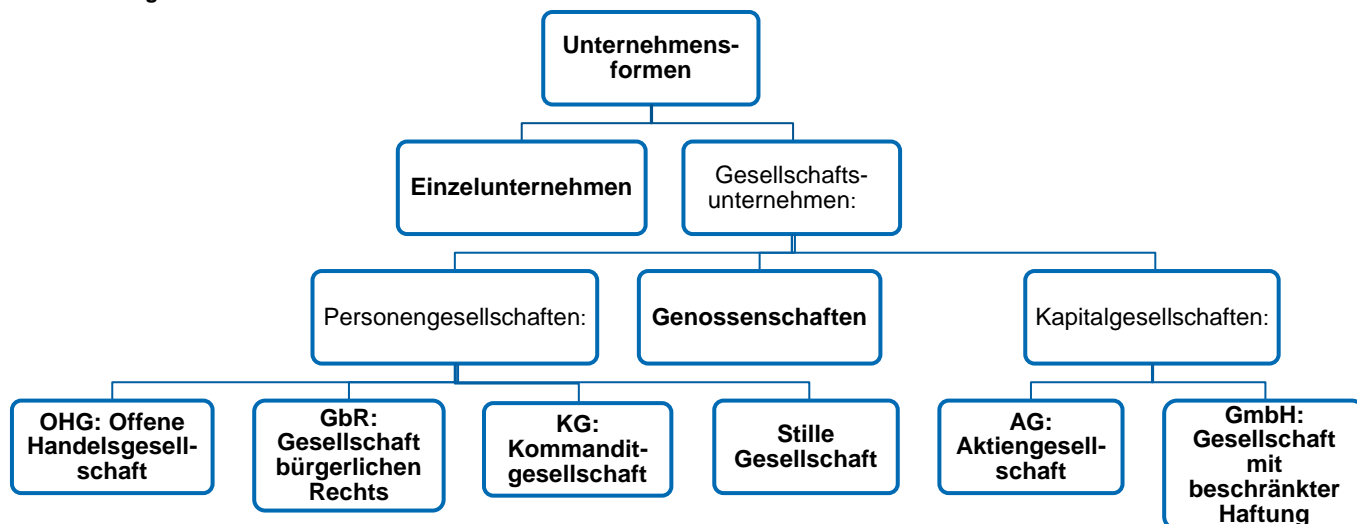 Unternehmens-
formen
Einzelunternehmen
Gesellschafts-
unternehmen:
Personengesellschaften:
Genossenschaften
Kapitalgesellschaften:
OHG: Offene
Handelsgesell-
schaft
GbR:
Gesellschaft
bürgerlichen
Rechts
KG:
Kommandit-
gesellschaft
Stille
Gesellschaft
AG:
Aktiengesell-
schaft
GmbH:
Gesellschaft
mit
beschränkter
Haftung